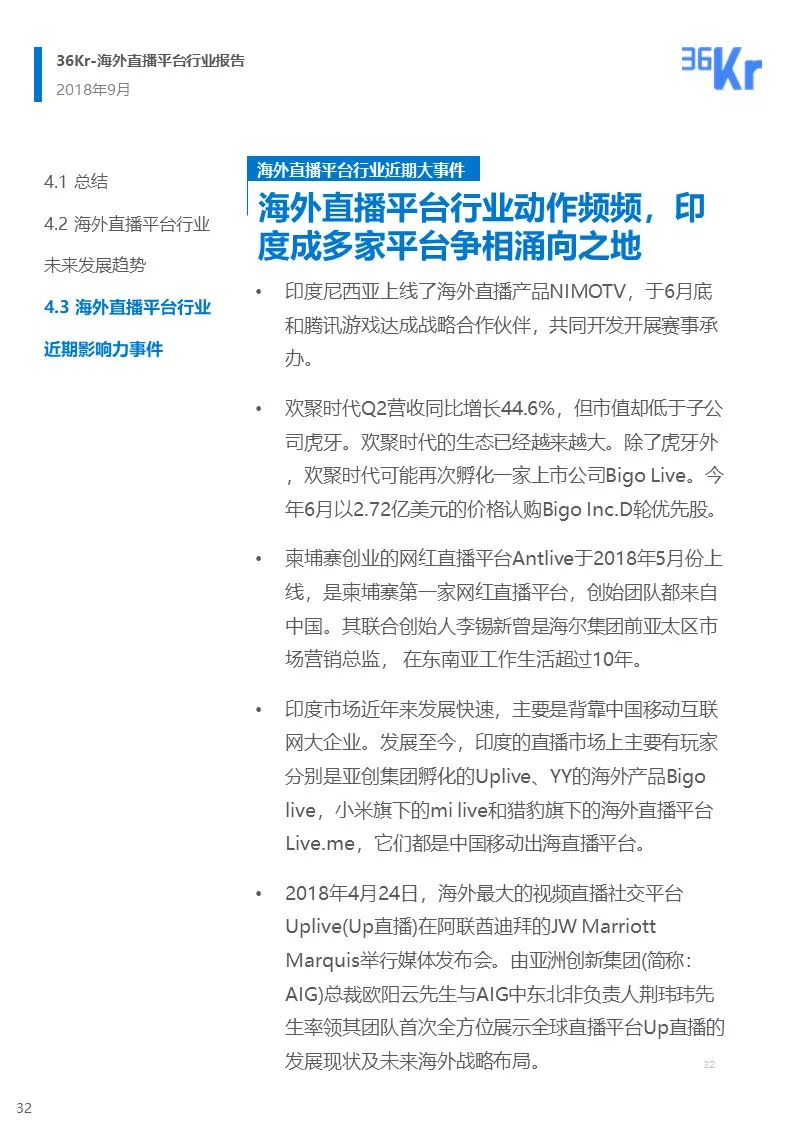 36Kr-海外直播平台行业报告
2018年9月
36Kr
4.1 总结
4.2 海外直播平台行业
未来发展趋势
4.3 海外直播平台行业
近期影响力事件
海外直播平台行业近期大事件
海外直播平台行业动作频频，印
度成多家平台争相涌向之地
• 印度尼西亚上线了海外直播产品NIMOTV，于6月底
和腾讯游戏达成战略合作伙伴，共同开发开展赛事承
办。
• 欢聚时代Q2营收同比增长44.6%，但市值却低于子公
司虎牙。欢聚时代的生态已经越来越大。除了虎牙外
，欢聚时代可能再次孵化一家上市公司Bigo Live。今
年6月以2.72亿美元的价格认购Bigo Inc.D轮优先股。
• 柬埔寨创业的网红直播平台Antlive于2018年5月份上
线，是柬埔寨第一家网红直播平台，创始团队都来自
中国。其联合创始人李锡新曾是海尔集团前亚太区市
场营销总监， 在东南亚工作生活超过10年。
• 印度市场近年来发展快速，主要是背靠中国移动互联
网大企业。发展至今，印度的直播市场上主要有玩家
分别是亚创集团孵化的Uplive、YY的海外产品Bigo
live，小米旗下的mi live和猎豹旗下的海外直播平台
Live.me，它们都是中国移动出海直播平台。
• 2018年4月24日，海外最大的视频直播社交平台
Uplive(Up直播)在阿联酋迪拜的JW Marriott
Marquis举行媒体发布会。由亚洲创新集团(简称：
AIG)总裁欧阳云先生与AIG中东北非负责人荆玮玮先
生率领其团队首次全方位展示全球直播平台Up直播的
发展现状及未来海外战略布局。
32
32